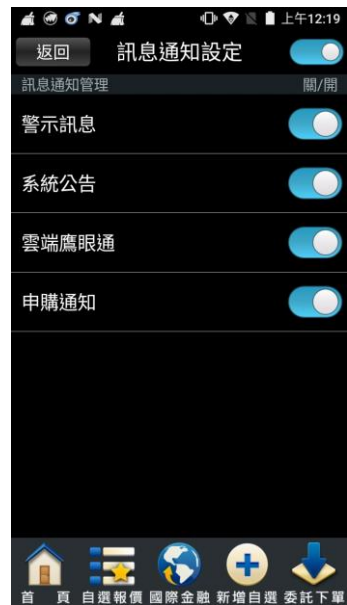 上午12:19
返回 訊息通知設定
訊息通知管理 關/開
警示訊息
系統公告
雲端鷹眼通
申購通知
首 頁 自選報價 國際金融 新增自選 委託下單